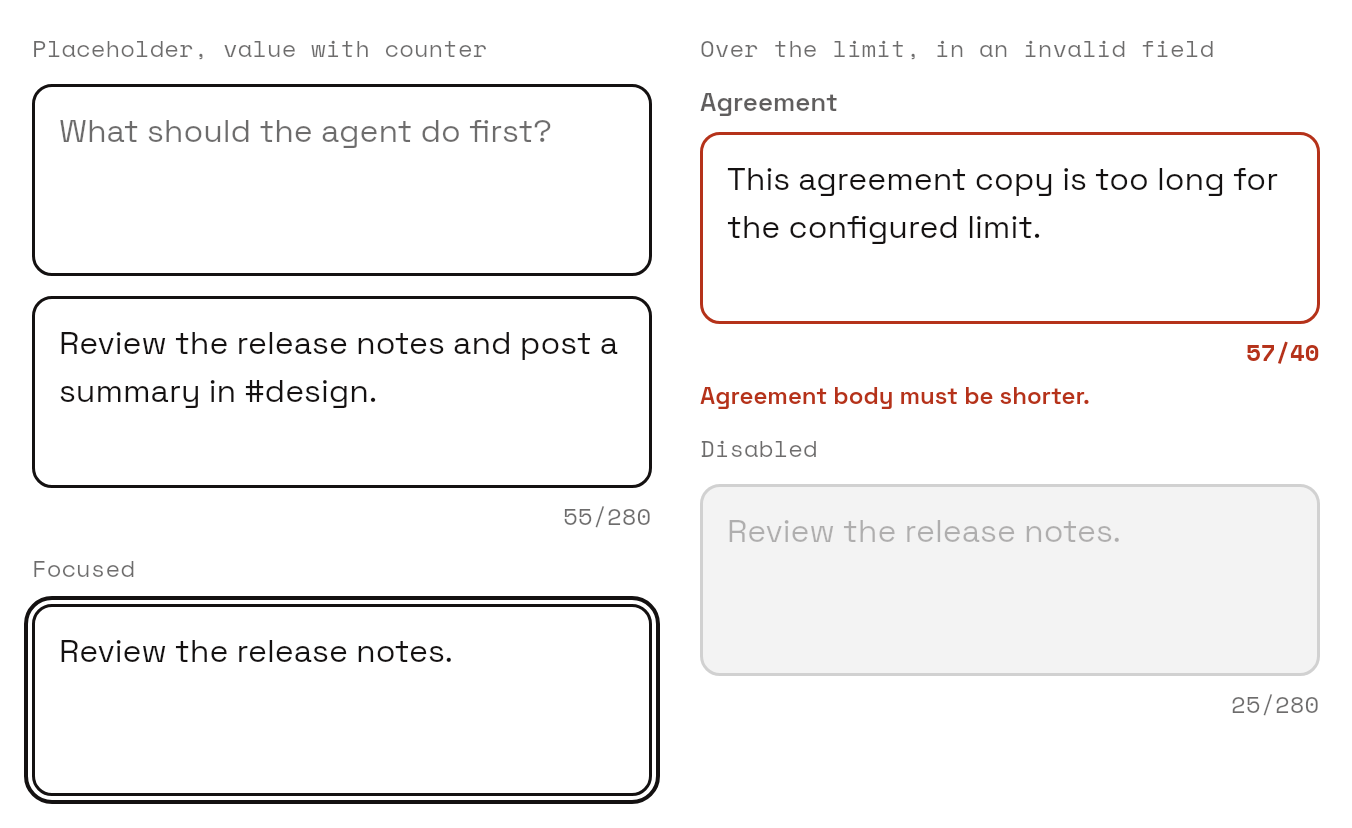 Placeholder, value with counter
What should the agent do first?
Review the release notes and post a
summary in #design.
55/280
Focused
Review the release notes.
Over the limit, in an invalid field
Agreement
This agreement copy is too long for
the configured limit.
57/40
Agreement body must be shorter.
Disabled
Review the release notes.
25/280